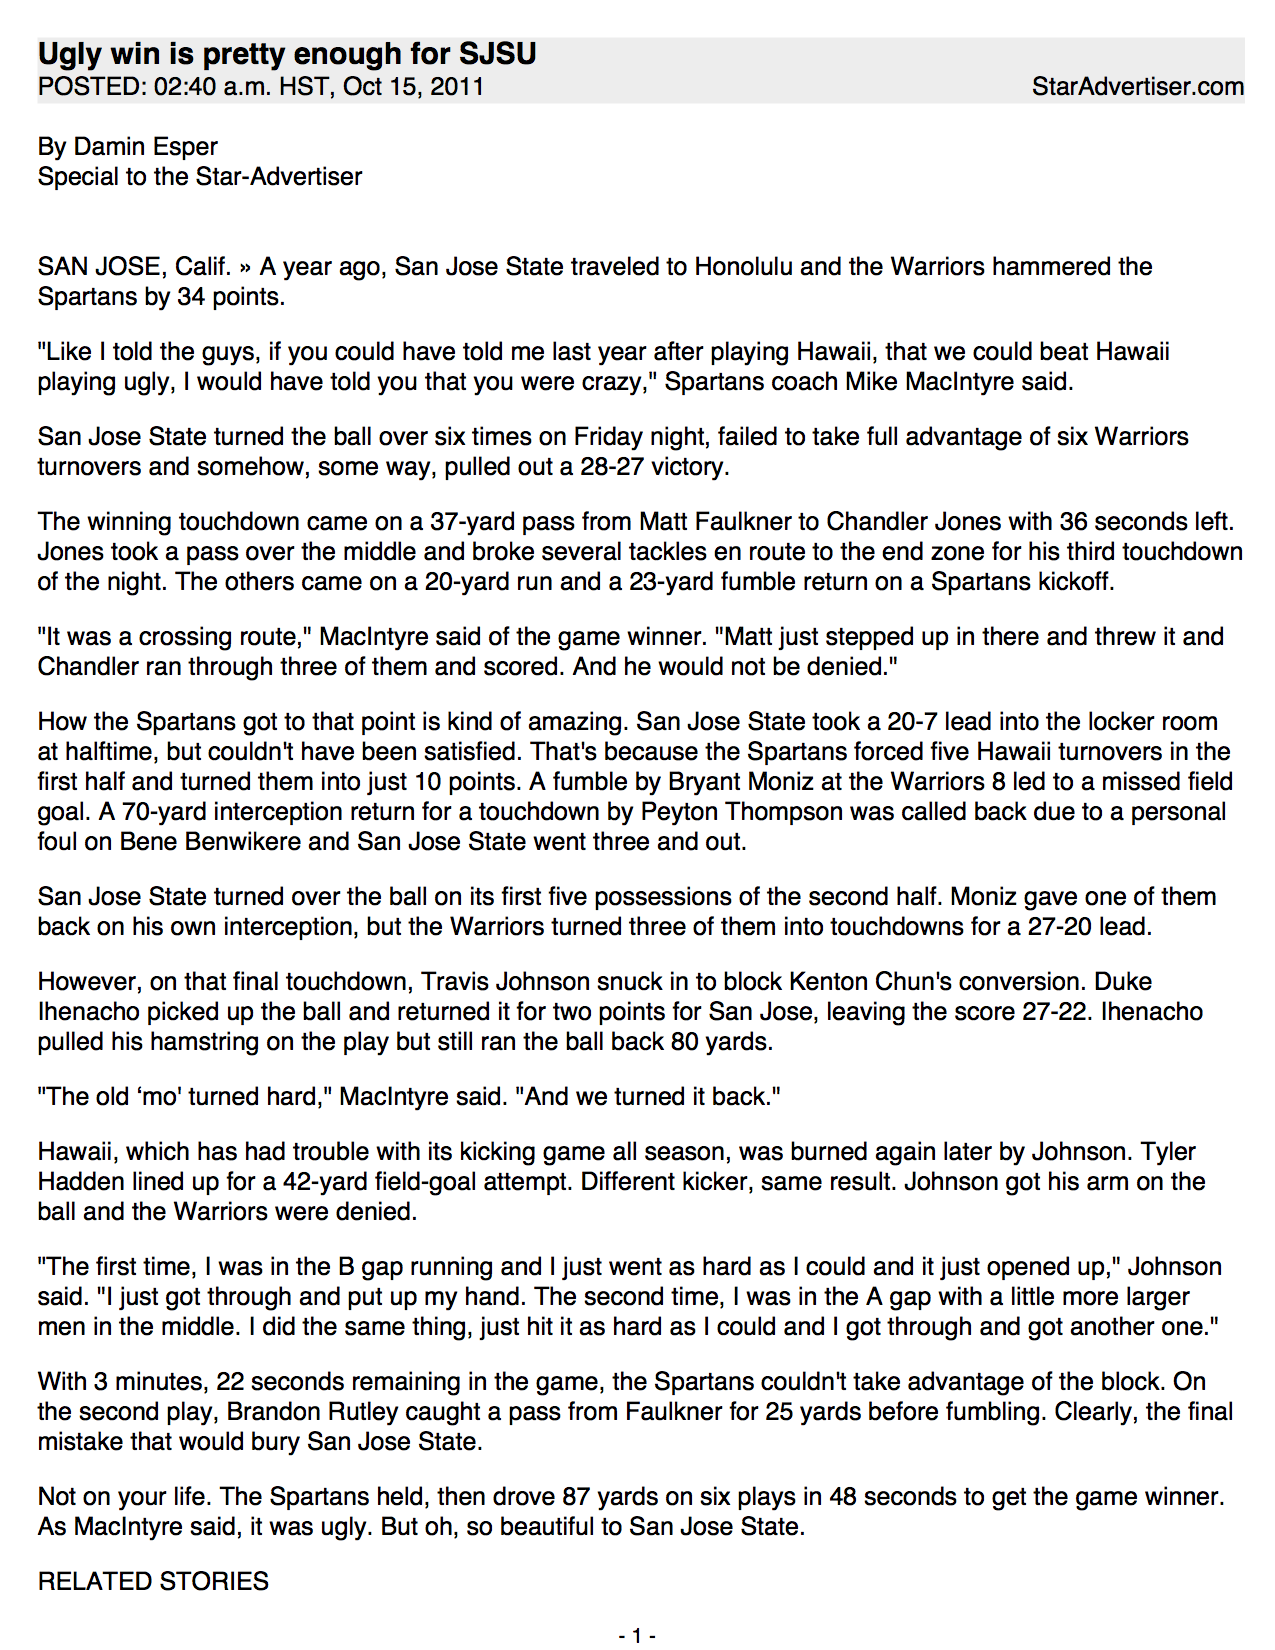 Ugly win is pretty enough for SJSU
POSTED: 02:40 a.m. HST, Oct 15, 2011 StarAdvertiser.com
By Damin Esper
Special to the Star-Advertiser
SAN JOSE, Calif. » A year ago, San Jose State traveled to Honolulu and the Warriors hammered the
Spartans by 34 points.
"Like I told the guys, if you could have told me last year after playing Hawaii, that we could beat Hawaii
playing ugly, I would have told you that you were crazy," Spartans coach Mike MacIntyre said.
San Jose State turned the ball over six times on Friday night, failed to take full advantage of six Warriors
turnovers and somehow, some way, pulled out a 28-27 victory.
The winning touchdown came on a 37-yard pass from Matt Faulkner to Chandler Jones with 36 seconds left.
Jones took a pass over the middle and broke several tackles en route to the end zone for his third touchdown
of the night. The others came on a 20-yard run and a 23-yard fumble return on a Spartans kickoff.
"It was a crossing route," MacIntyre said of the game winner. "Matt just stepped up in there and threw it and
Chandler ran through three of them and scored. And he would not be denied."
How the Spartans got to that point is kind of amazing. San Jose State took a 20-7 lead into the locker room
at halftime, but couldn't have been satisfied. That's because the Spartans forced five Hawaii turnovers in the
first half and turned them into just 10 points. A fumble by Bryant Moniz at the Warriors 8 led to a missed field
goal. A 70-yard interception return for a touchdown by Peyton Thompson was called back due to a personal
foul on Bene Benwikere and San Jose State went three and out.
San Jose State turned over the ball on its first five possessions of the second half. Moniz gave one of them
back on his own interception, but the Warriors turned three of them into touchdowns for a 27-20 lead.
However, on that final touchdown, Travis Johnson snuck in to block Kenton Chun's conversion. Duke
Ihenacho picked up the ball and returned it for two points for San Jose, leaving the score 27-22. Ihenacho
pulled his hamstring on the play but still ran the ball back 80 yards.
"The old ‘mo' turned hard," MacIntyre said. "And we turned it back."
Hawaii, which has had trouble with its kicking game all season, was burned again later by Johnson. Tyler
Hadden lined up for a 42-yard field-goal attempt. Different kicker, same result. Johnson got his arm on the
ball and the Warriors were denied.
"The first time, I was in the B gap running and I just went as hard as I could and it just opened up," Johnson
said. "I just got through and put up my hand. The second time, I was in the A gap with a little more larger
men in the middle. I did the same thing, just hit it as hard as I could and I got through and got another one."
With 3 minutes, 22 seconds remaining in the game, the Spartans couldn't take advantage of the block. On
the second play, Brandon Rutley caught a pass from Faulkner for 25 yards before fumbling. Clearly, the final
mistake that would bury San Jose State.
Not on your life. The Spartans held, then drove 87 yards on six plays in 48 seconds to get the game winner.
As MacIntyre said, it was ugly. But oh, so beautiful to San Jose State.
RELATED STORIES
- 1 -